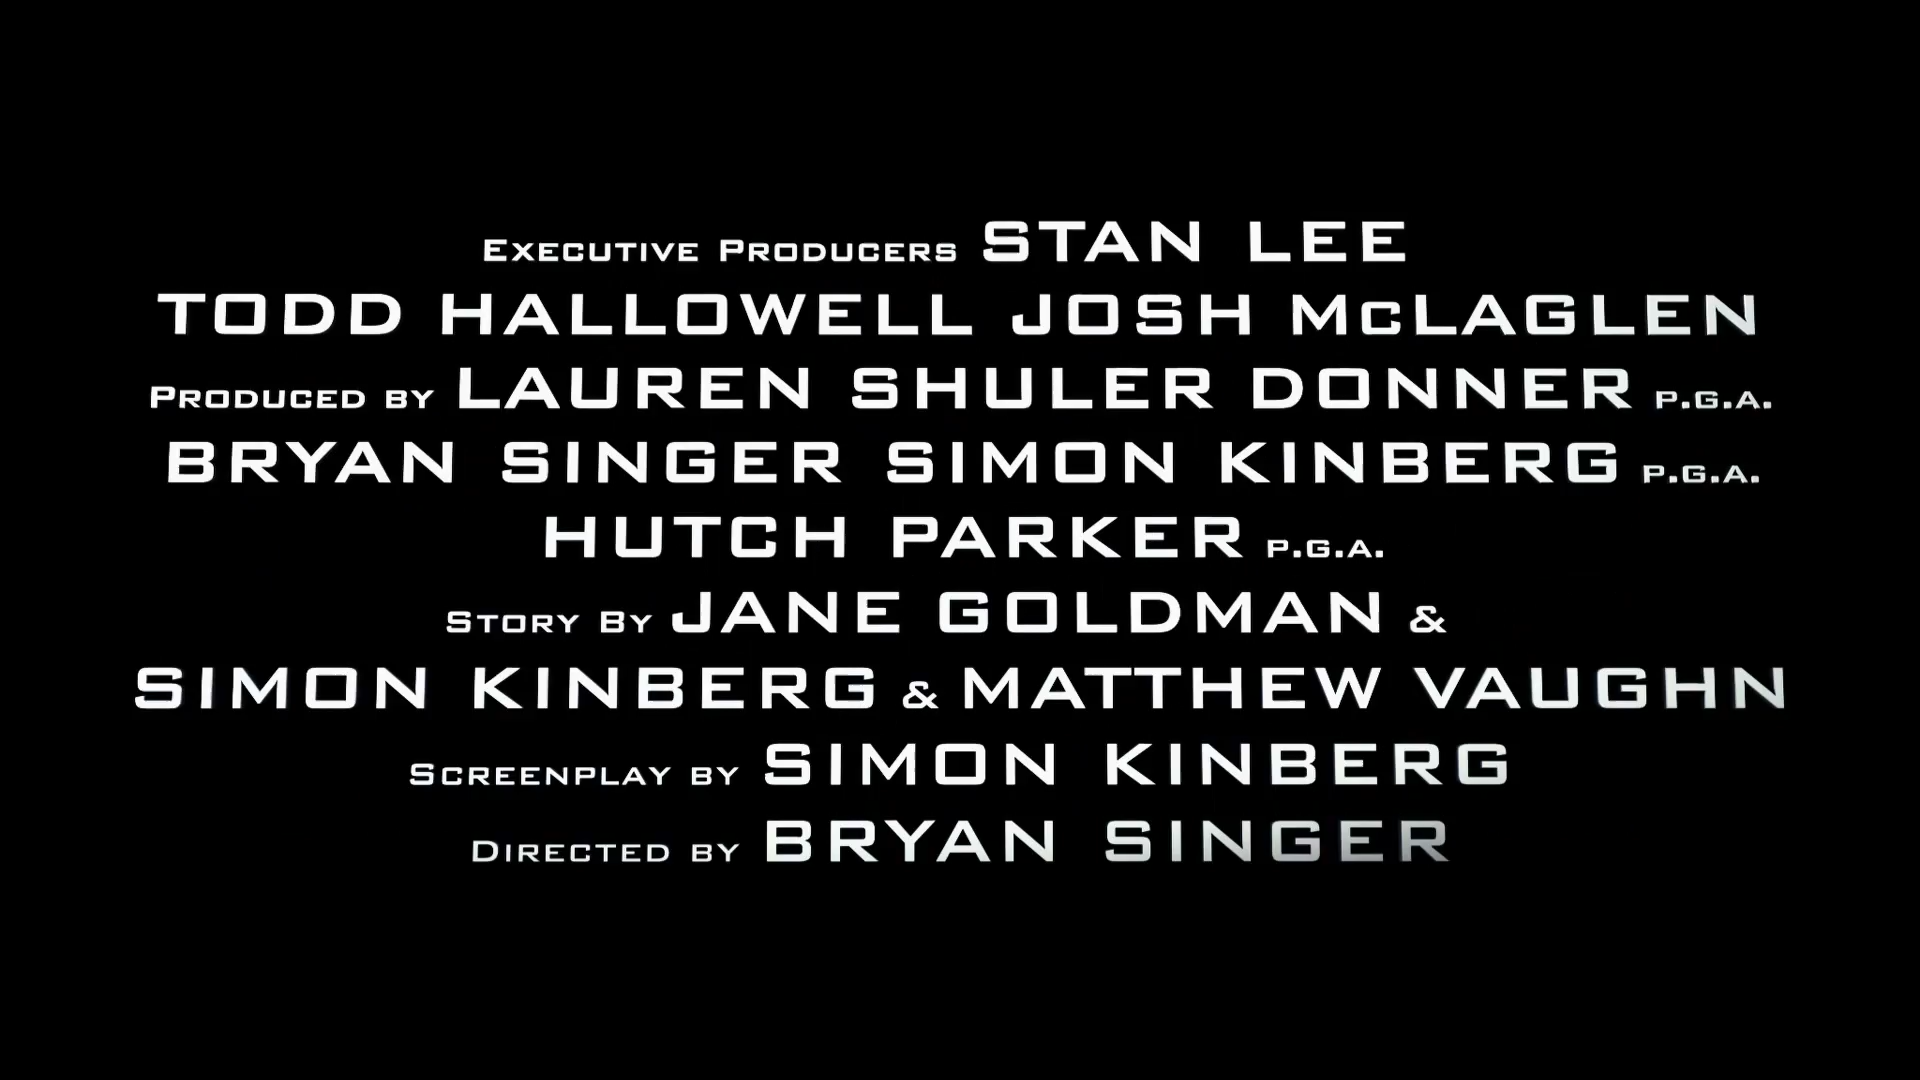 Executive Producers STAN LEE
TODD HALLOWELL JOSH McLAGLEN
Produced by LAUREN SHULER DONNER P.G.A.
BRYAN SINGER SIMON KINBERG P.G.A.
HUTCH PARKER P.G.A.
Story By JANE GOLDMAN &
SIMON KINBERG & MATTHEW VAUGHN
Screenplay by SIMON KINBERG
Directed by BRYAN SINGER